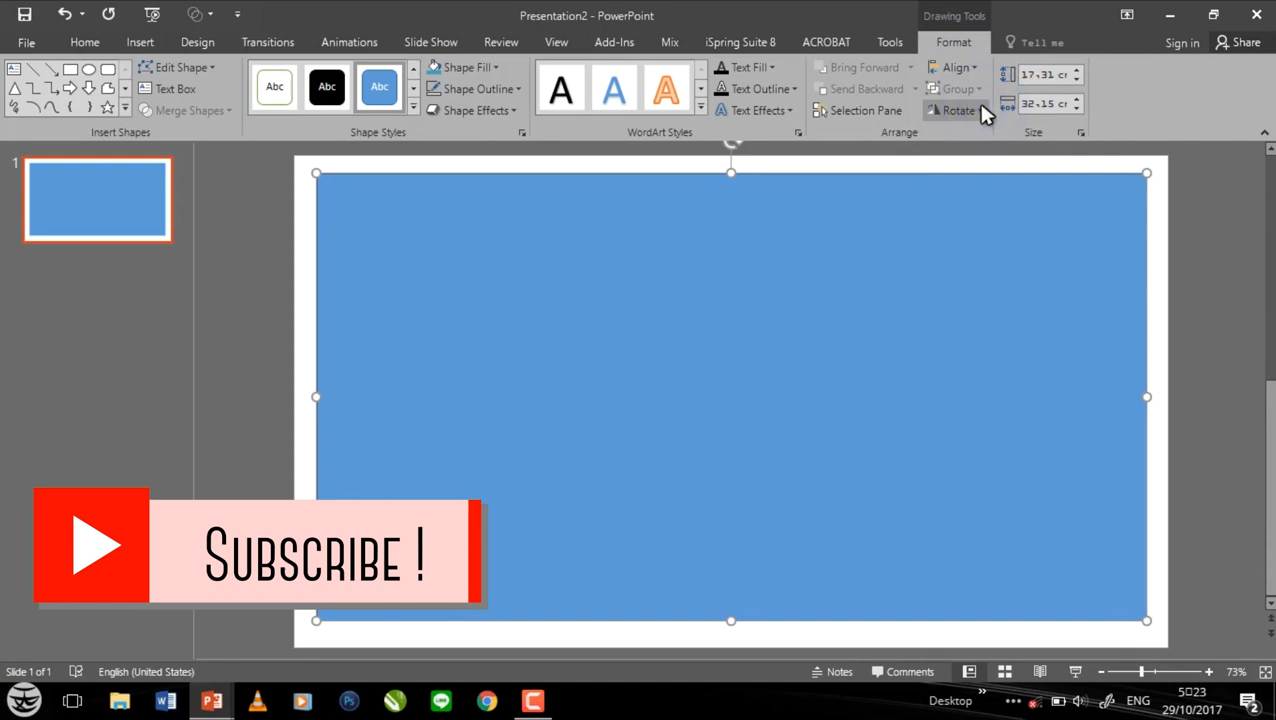 Presentation2 - PowerPoint
Drawing Tools
File
Home
Insert
Design
Transitions
Animations
Slide Show
Review
View
Add-Ins
Mix
iSpring Suite 8
ACROBAT
Tools
Format
Tell me
Sign in
Share
Edit Shape
Text Box
Merge Shapes
Insert Shapes
Abc
Abc
Abc
Shape Fill
Shape Outline
Shape Effects
Shape Styles
A
A
A
Text Fill
Text Outline
Text Effects
WordArt Styles
Bring Forward
Send Backward
Selection Pane
Align
Group
Rotate
Arrange
17.31 cm
32.15 cm
Size
1
Subscribe !
Slide 1 of 1
English (United States)
Notes
Comments
73%
Desktop
ENG
29/10/2017
2